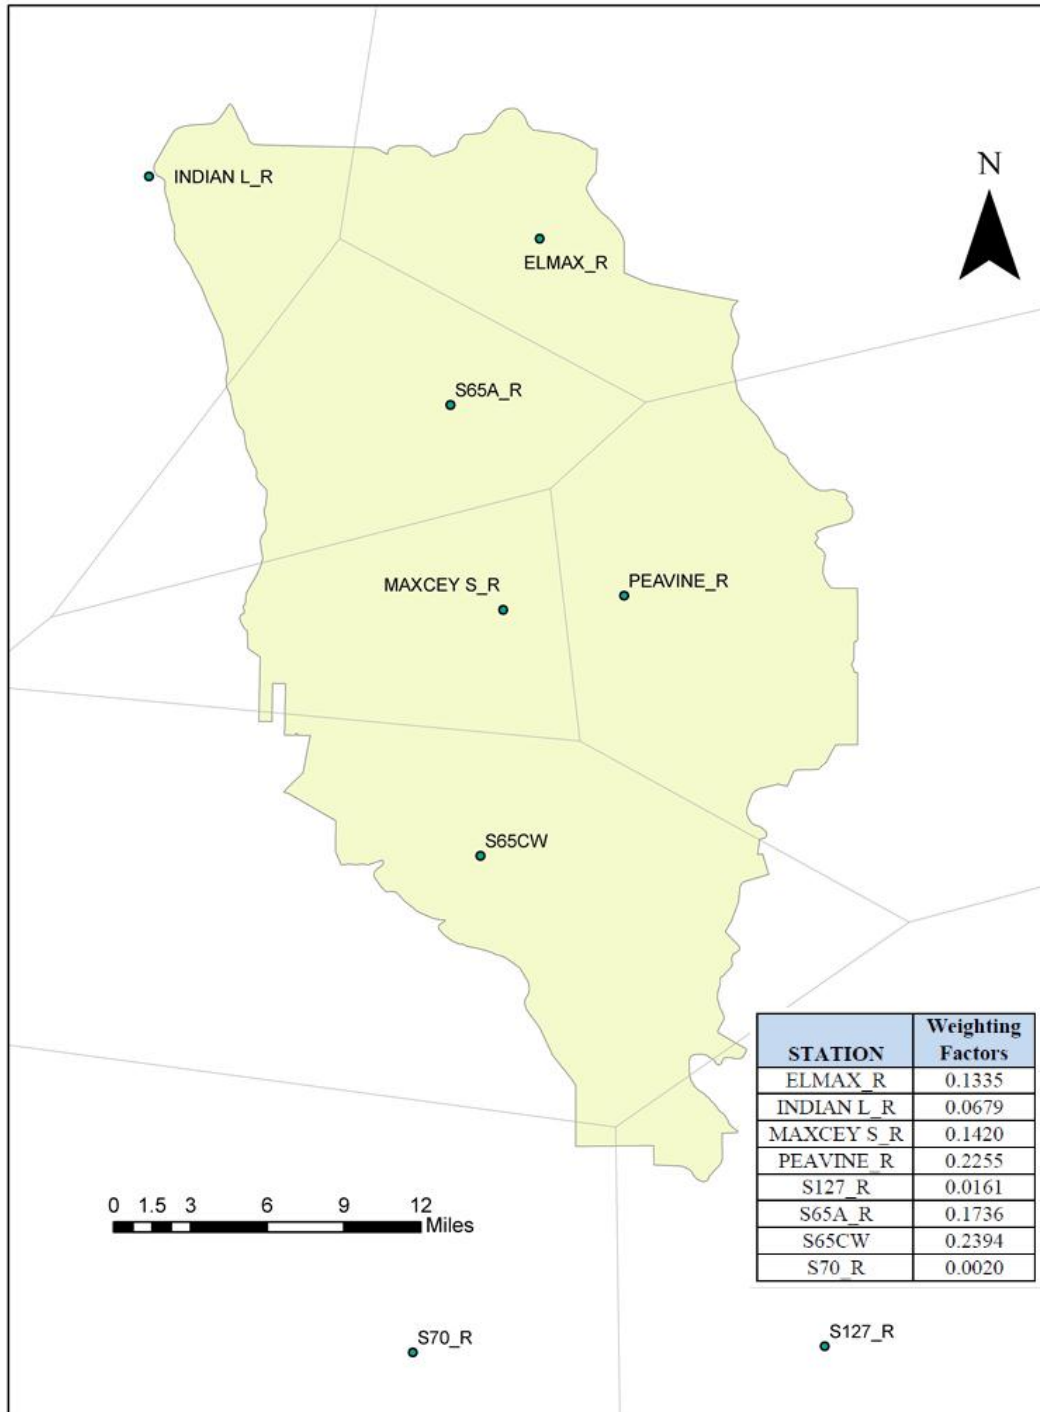 N
INDIAN L_R
ELMAX_R
S65A_R
MAXCEY S_R
PEAVINE_R
S65CW
STATION Weighting Factors
ELMAX_R 0.1335
INDIAN L_R 0.0679
MAXCEY S_R 0.1420
PEAVINE_R 0.2255
S127_R 0.0161
S65A_R 0.1736
S65CW 0.2394
S70_R 0.0020
0 1.5 3 6 9 12
Miles
S70_R
S127_R